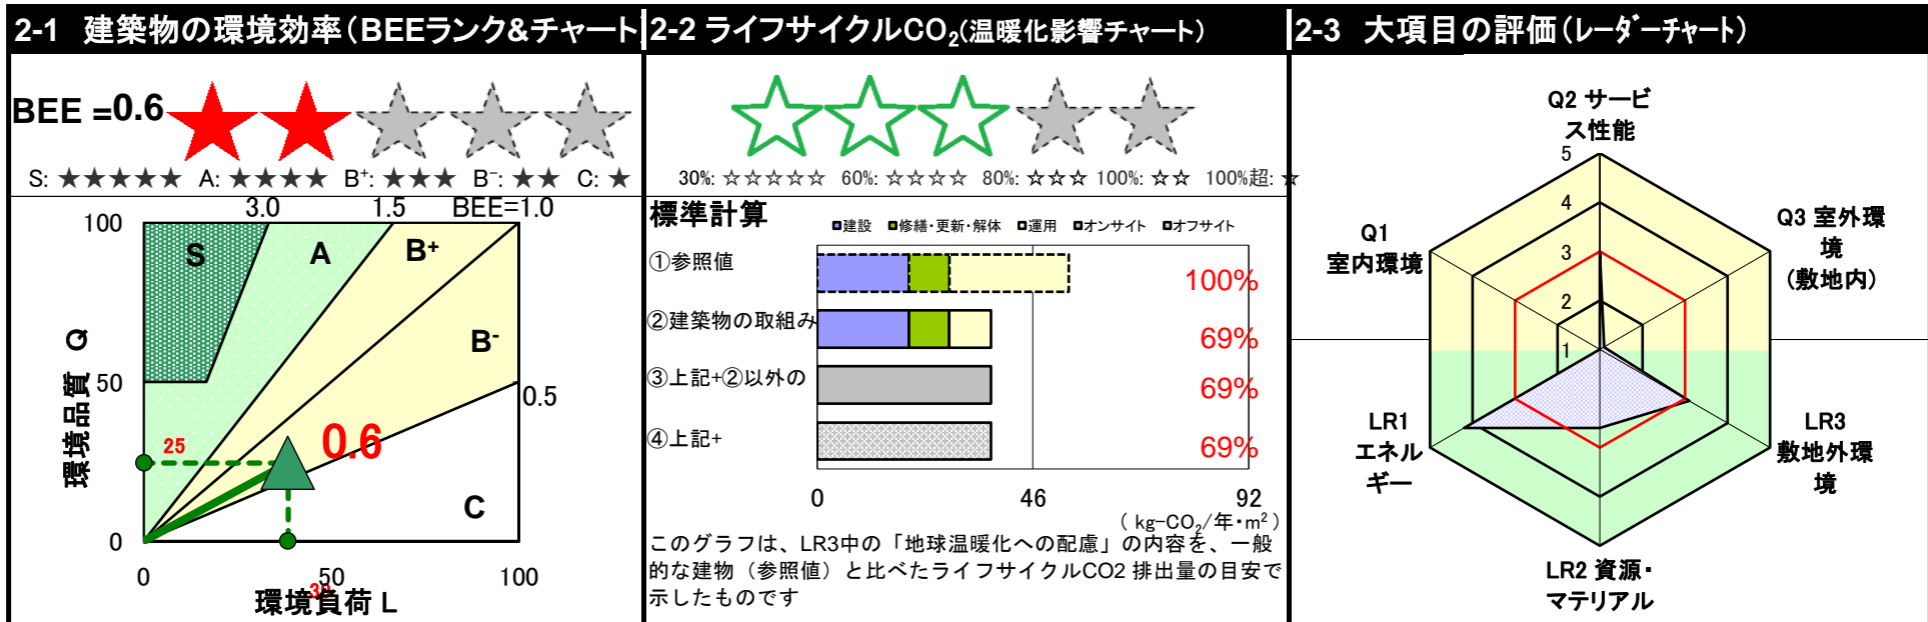 2-1 建築物の環境効率（BEEランク&チャート
BEE =0.6
S: ★★★★★ A: ★★★★ B⁺: ★★★ B⁻: ★★ C: ★
3.0 1.5 BEE=1.0
100
S A B⁺
B⁻
環境品質 Q
50
0.5
25
0.6
C
0
0 50 100
環境負荷 L
2-2 ライフサイクルCO₂(温暖化影響チャート)
30%: ☆☆☆☆☆ 60%: ☆☆☆☆ 80%: ☆☆☆ 100%: ☆☆ 100%超: ☆
標準計算
建設 修繕・更新・解体 運用 オンサイト オフサイト
①参照値 100%
②建築物の取組み 69%
③上記+②以外の 69%
④上記+ 69%
0 46 92
( kg-CO₂/年・m² )
このグラフは、LR3中の「地球温暖化への配慮」の内容を、一般
的な建物（参照値）と比べたライフサイクルCO2 排出量の目安で
示したものです
2-3 大項目の評価（レーダーチャート）
Q2 サービ
ス性能
5
4
3
2
1
Q1
室内環境
Q3 室外環
境
(敷地内)
LR1
エネル
ギー
LR3
敷地外環
境
LR2 資源・
マテリアル